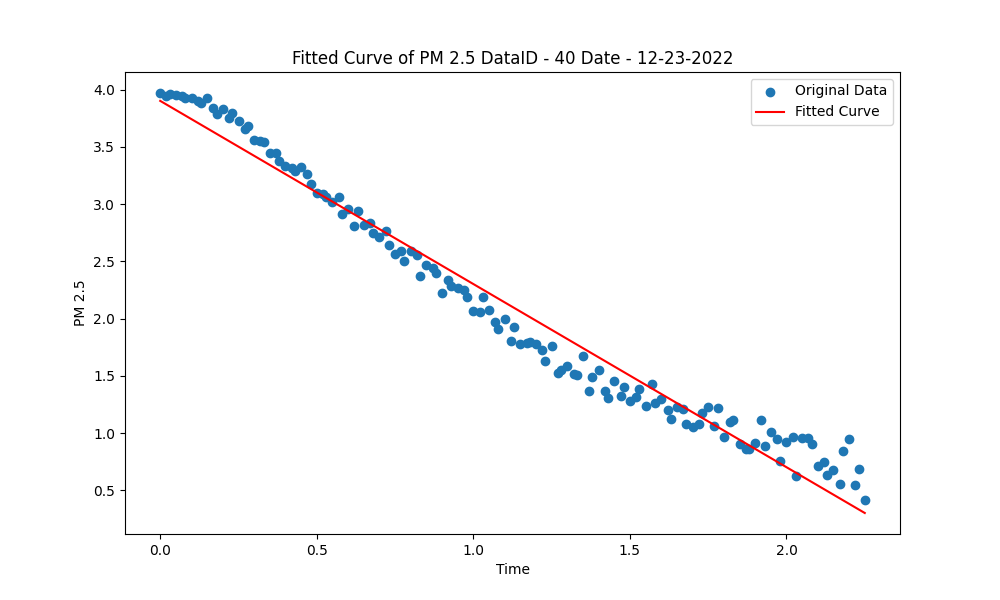 Fitted Curve of PM 2.5 DataID - 40 Date - 12-23-2022
Original Data
Fitted Curve
4.0
3.5
3.0
2.5
2.0
1.5
1.0
0.5
PM 2.5
0.0 0.5 1.0 1.5 2.0
Time